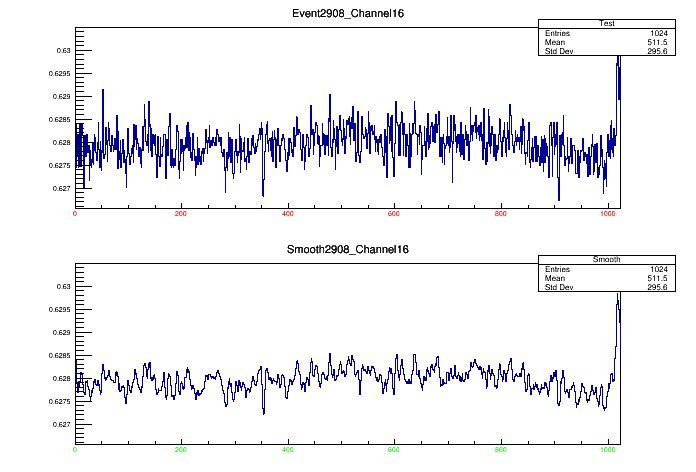 Event2908_Channel16
Test
Entries 1024
Mean 511.5
Std Dev 295.6
0.63
0.6295
0.629
0.6285
0.628
0.6275
0.627
0 200 400 600 800 1000
Smooth2908_Channel16
Smooth
Entries 1024
Mean 511.5
Std Dev 295.6
0.63
0.6295
0.629
0.6285
0.628
0.6275
0.627
0 200 400 600 800 1000